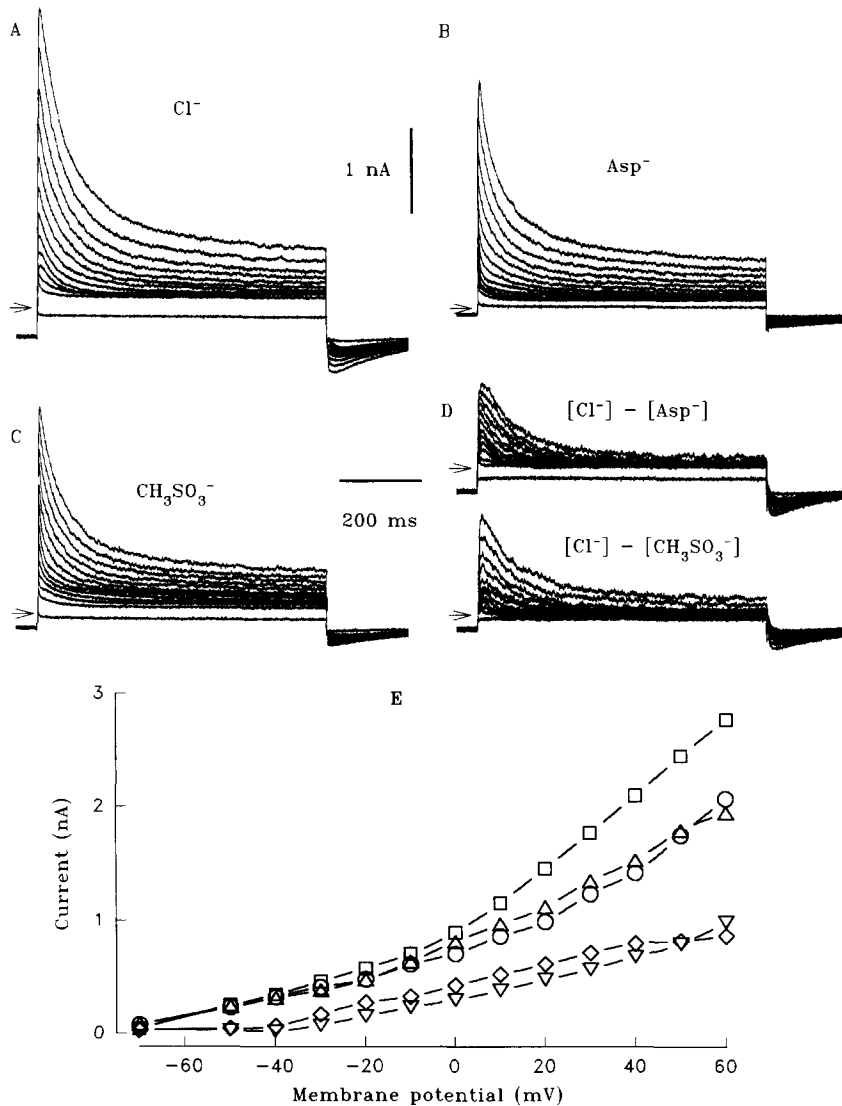 A
Cl⁻
1 nA
B
Asp⁻
C
CH₃SO₃⁻
200 ms
D
[Cl⁻] − [Asp⁻]
[Cl⁻] − [CH₃SO₃⁻]
E
3
2
1
0
Current (nA)
−60 −40 −20 0 20 40 60
Membrane potential (mV)